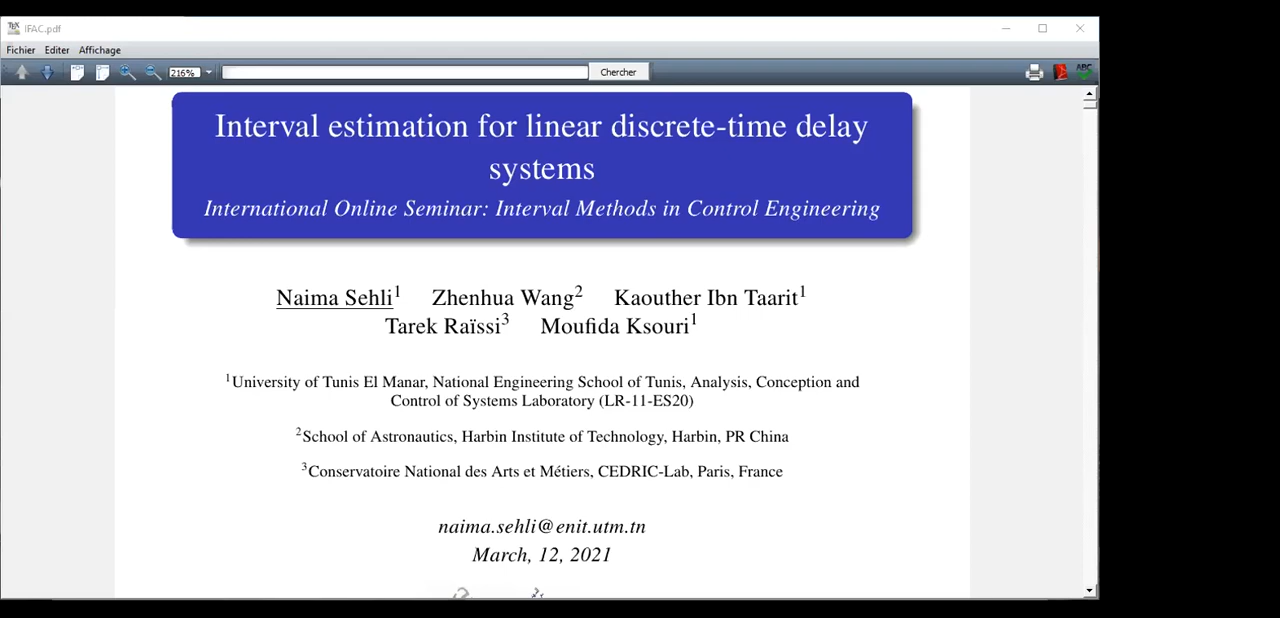 IFAC.pdf
Fichier Editer Affichage
216% Chercher
ABC
Interval estimation for linear discrete-time delay
systems
International Online Seminar: Interval Methods in Control Engineering
Naima Sehli1 Zhenhua Wang2 Kaouther Ibn Taarit1
Tarek Raïssi3 Moufida Ksouri1
1University of Tunis El Manar, National Engineering School of Tunis, Analysis, Conception and
Control of Systems Laboratory (LR-11-ES20)
2School of Astronautics, Harbin Institute of Technology, Harbin, PR China
3Conservatoire National des Arts et Métiers, CEDRIC-Lab, Paris, France
naima.sehli@enit.utm.tn
March, 12, 2021